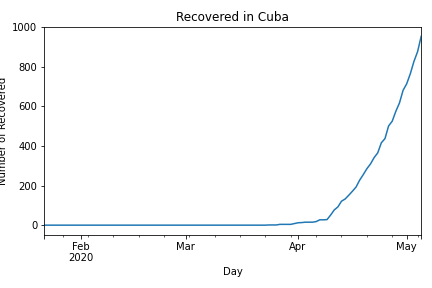 Recovered in Cuba
1000
800
600
400
200
0
Number of Recovered
Feb
2020
Mar
Apr
May
Day